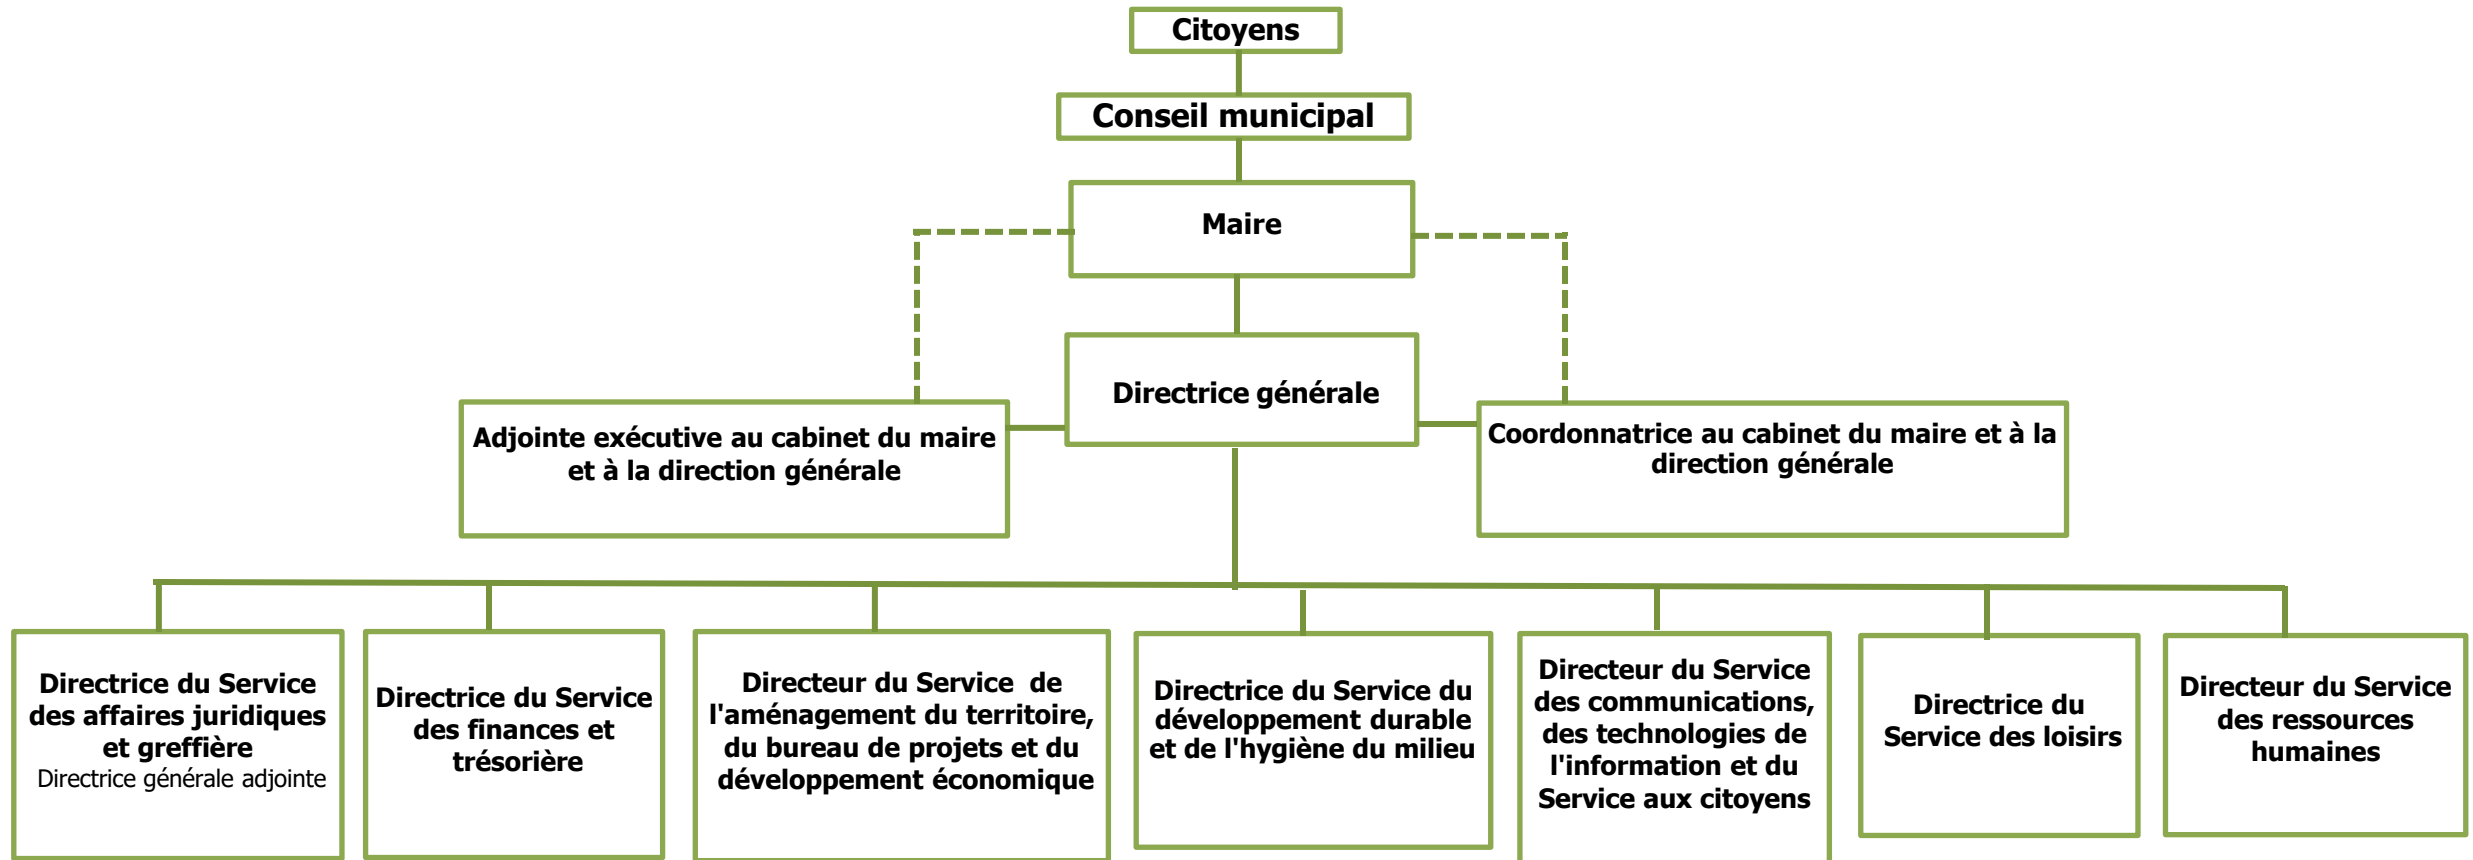 Citoyens
Conseil municipal
Maire
Directrice générale
Adjointe exécutive au cabinet du maire
et à la direction générale
Coordonnatrice au cabinet du maire et à la
direction générale
Directrice du Service
des affaires juridiques
et greffière
Directrice générale adjointe
Directrice du Service
des finances et
trésorière
Directeur du Service de
l'aménagement du territoire,
du bureau de projets et du
développement économique
Directrice du Service du
développement durable
et de l'hygiène du milieu
Directeur du Service
des communications,
des technologies de
l'information et du
Service aux citoyens
Directrice du
Service des loisirs
Directeur du Service
des ressources
humaines